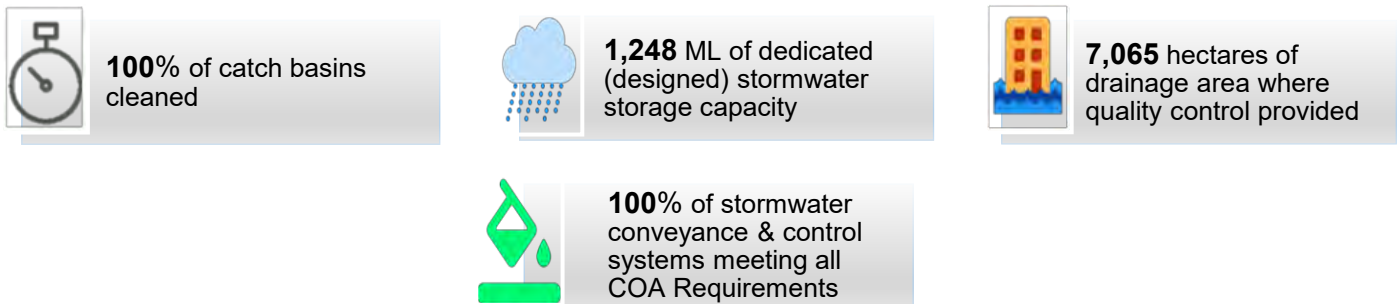 100% of catch basins
cleaned
1,248 ML of dedicated
(designed) stormwater
storage capacity
7,065 hectares of
drainage area where
quality control provided
100% of stormwater
conveyance & control
systems meeting all
COA Requirements